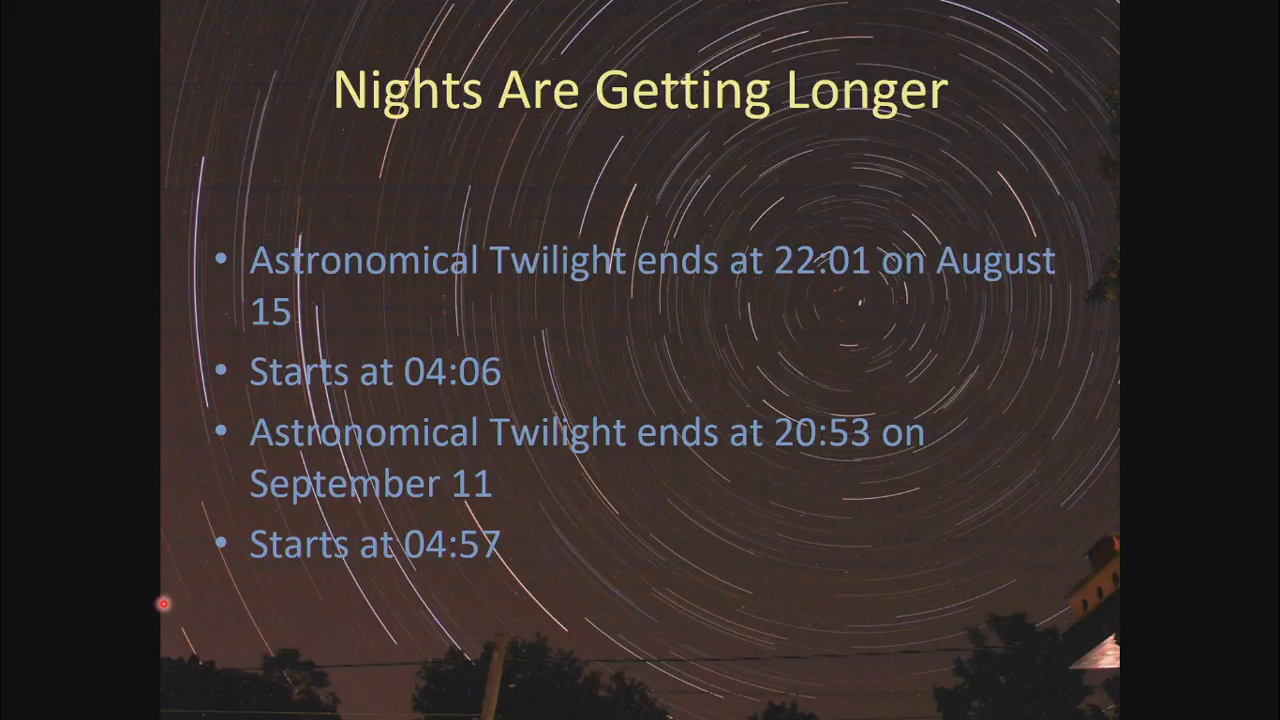 Nights Are Getting Longer
• Astronomical Twilight ends at 22:01 on August
15
• Starts at 04:06
• Astronomical Twilight ends at 20:53 on
September 11
• Starts at 04:57